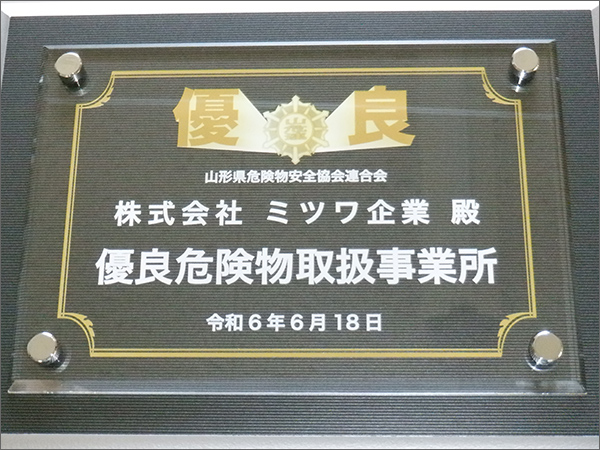 優良
山形県危険物安全協会連合会
株式会社 ミツワ企業 殿
優良危険物取扱事業所
令和6年6月18日